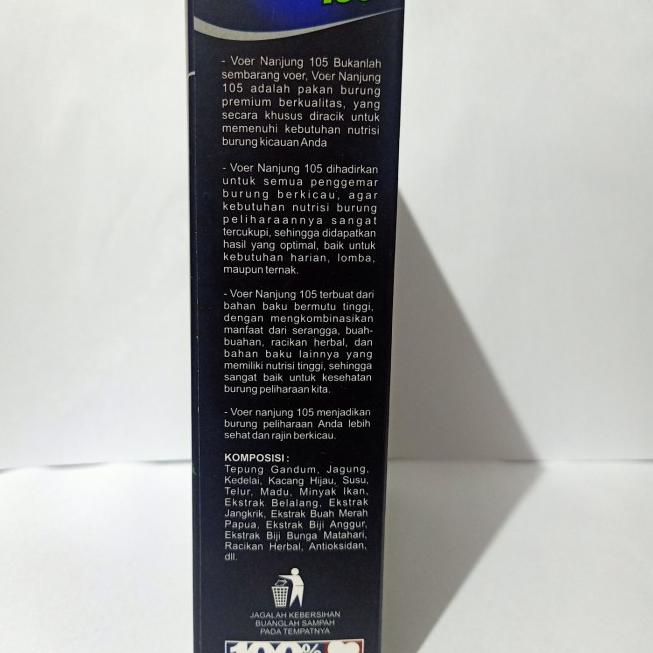 - Voer Nanjung 105 Bukanlah
sembarang voer, Voer Nanjung
105 adalah pakan burung
premium berkualitas, yang
secara khusus diracik untuk
memenuhi kebutuhan nutrisi
burung kicauan Anda
- Voer Nanjung 105 dihadirkan
untuk semua penggemar
burung berkicau, agar
kebutuhan nutrisi burung
peliharaannya sangat
tercukupi, sehingga didapatkan
hasil yang optimal, baik untuk
kebutuhan harian, lomba,
maupun ternak.
- Voer Nanjung 105 terbuat dari
bahan baku bermutu tinggi,
dengan mengkombinasikan
manfaat dari serangga, buah-
buahan, racikan herbal, dan
bahan baku lainnya yang
memiliki nutrisi tinggi, sehingga
sangat baik untuk kesehatan
burung peliharaan kita.
- Voer nanjung 105 menjadikan
burung peliharaan Anda lebih
sehat dan rajin berkicau.
KOMPOSISI :
Tepung Gandum, Jagung,
Kedelai, Kacang Hijau, Susu,
Telur, Madu, Minyak Ikan,
Ekstrak Belalang, Ekstrak
Jangkrik, Ekstrak Buah Merah
Papua, Ekstrak Biji Anggur,
Ekstrak Biji Bunga Matahari,
Racikan Herbal, Antioksidan,
dll.
JAGALAH KEBERSIHAN
BUANGLAH SAMPAH
PADA TEMPATNYA
100%